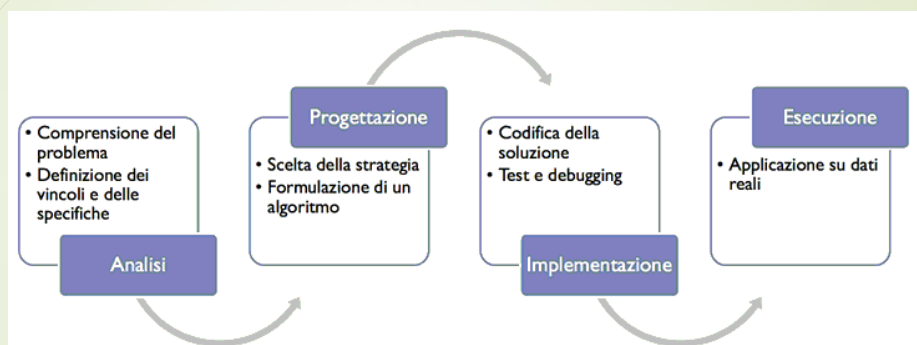 • Comprensione del
problema
• Definizione dei
vincoli e delle
specifiche
Analisi
Progettazione
• Scelta della strategia
• Formulazione di un
algoritmo
• Codifica della
soluzione
• Test e debugging
Implementazione
Esecuzione
• Applicazione su dati
reali